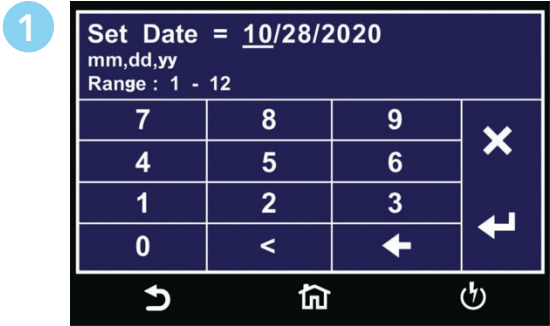 1
Set Date = 10/28/2020
mm,dd,yy
Range : 1 - 12
7 8 9
4 5 6
1 2 3
0 <